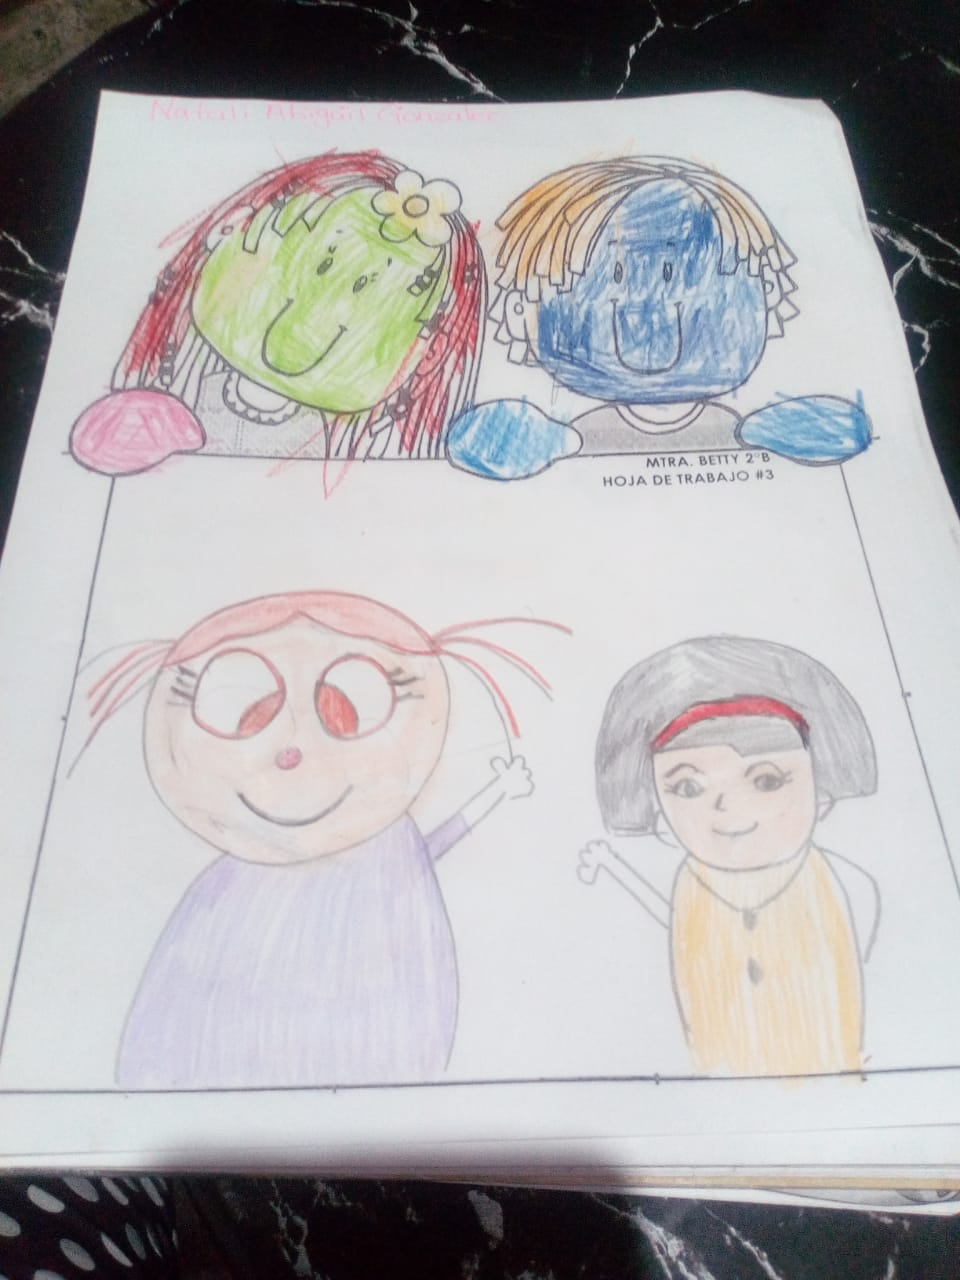 Natali Abigail Gonzalez
MTRA. BETTY 2°B
HOJA DE TRABAJO #3